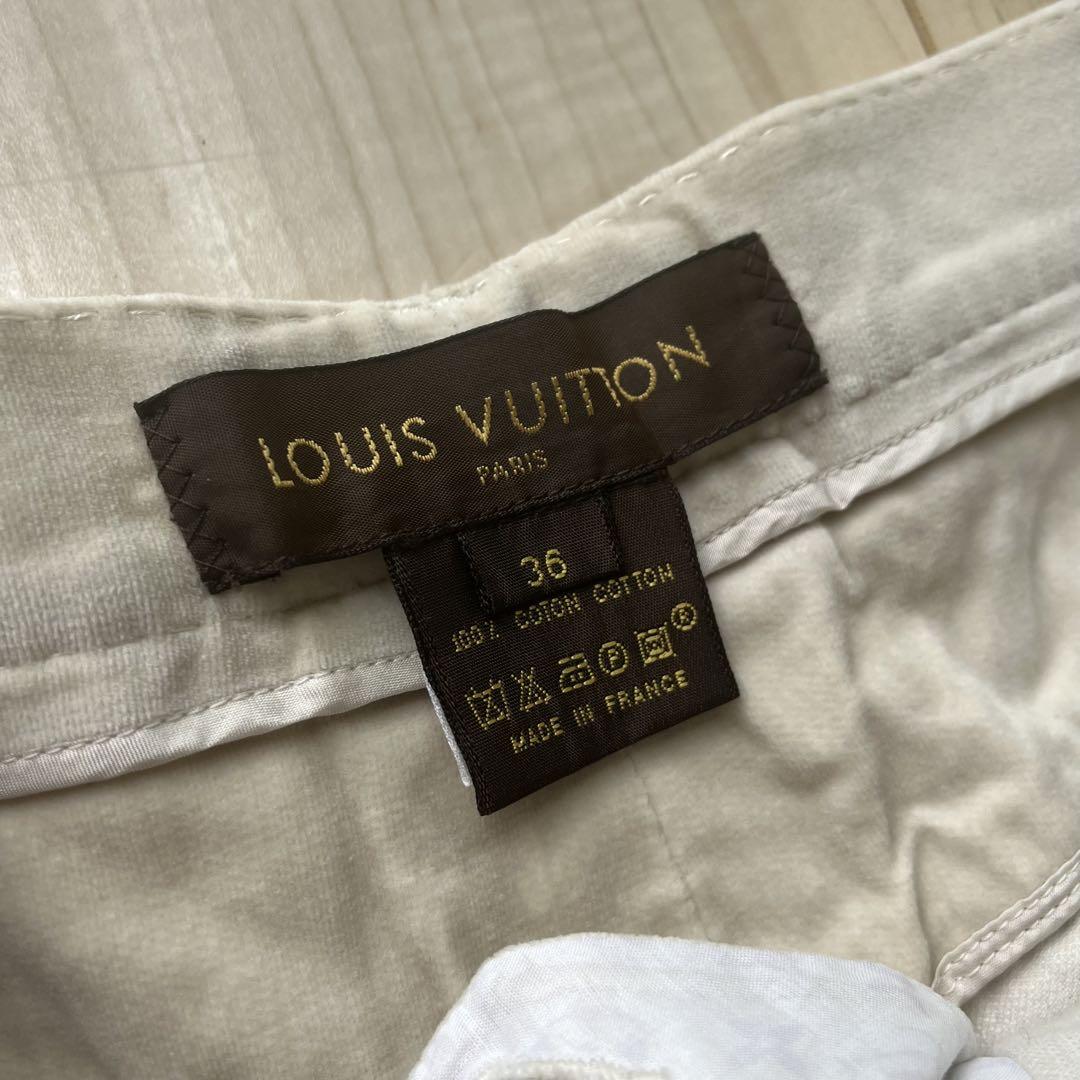 LOUIS VUITTON
PARIS
36
100% COTON COTTON
P ®
MADE IN FRANCE